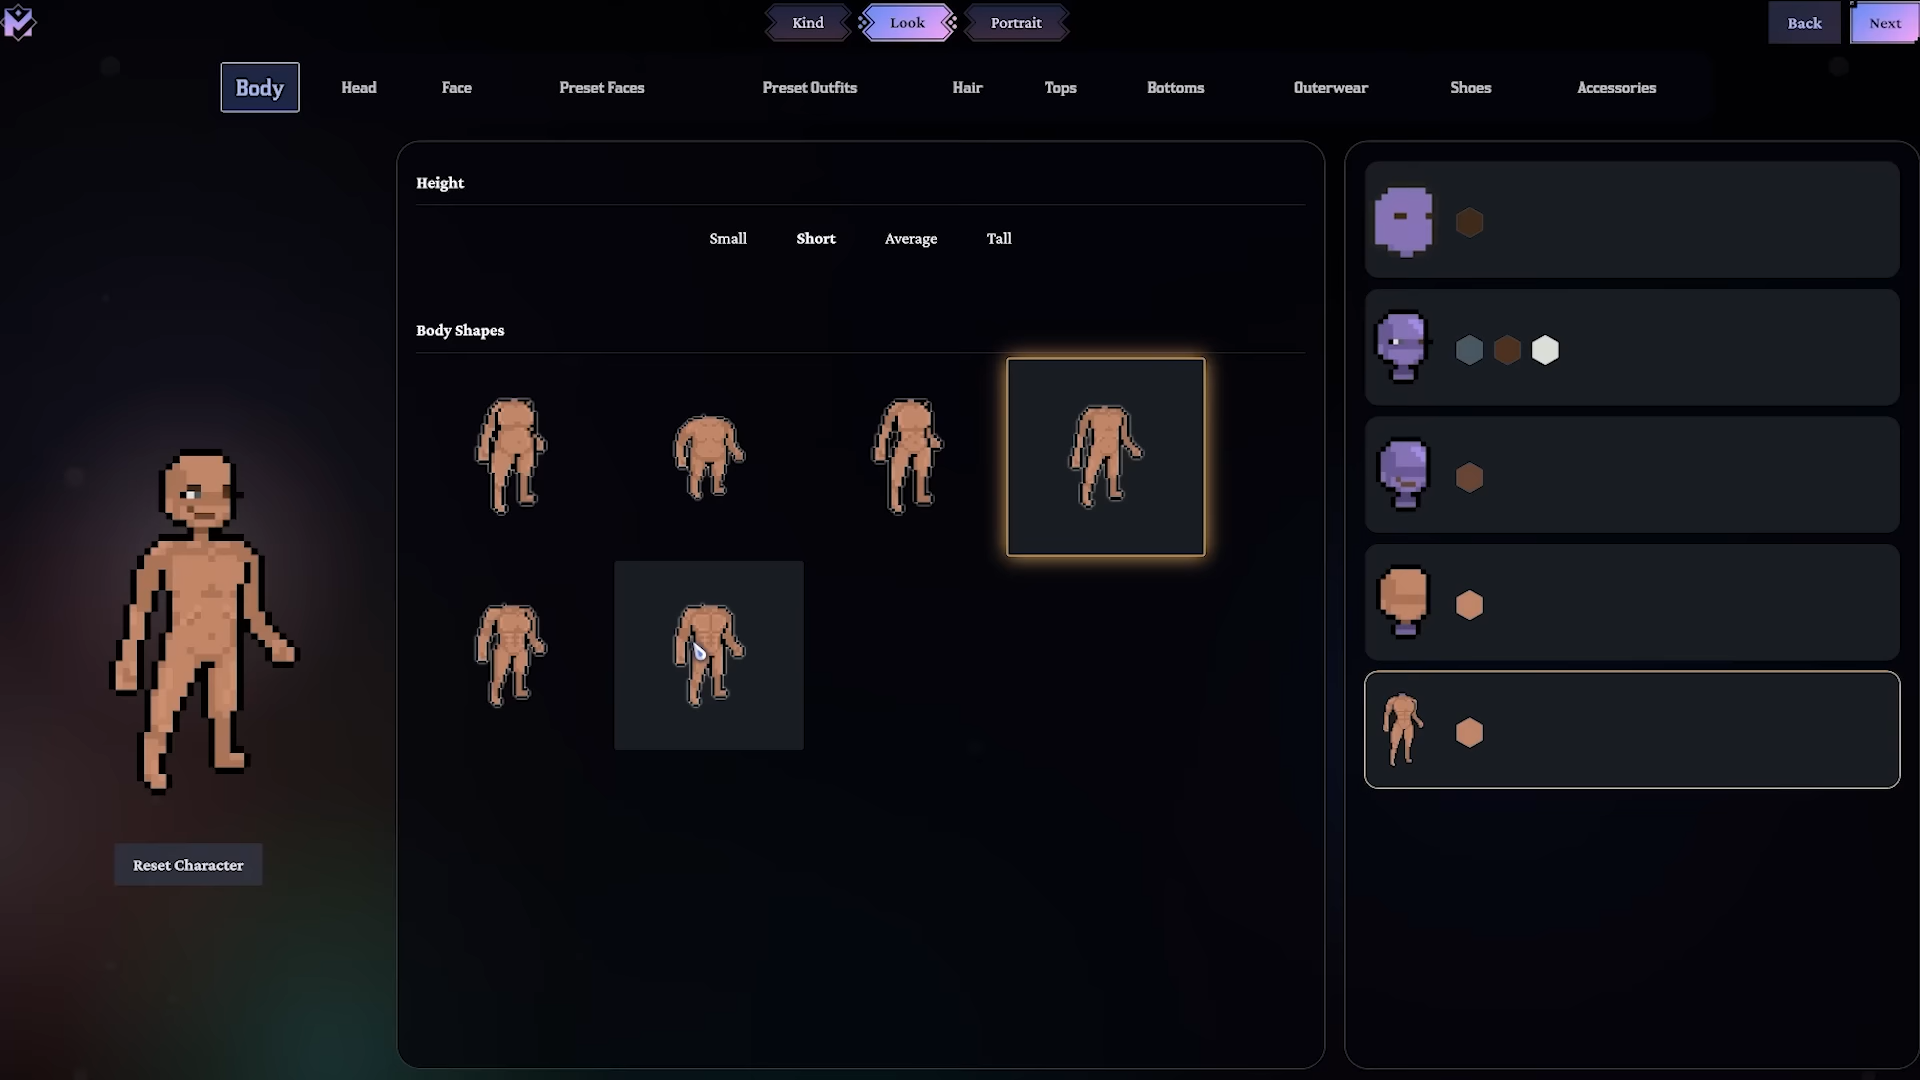 Kind
Look
Portrait
Back
Next
Body
Head
Face
Preset Faces
Preset Outfits
Hair
Tops
Bottoms
Outerwear
Shoes
Accessories
Height
Small
Short
Average
Tall
Body Shapes
Reset Character